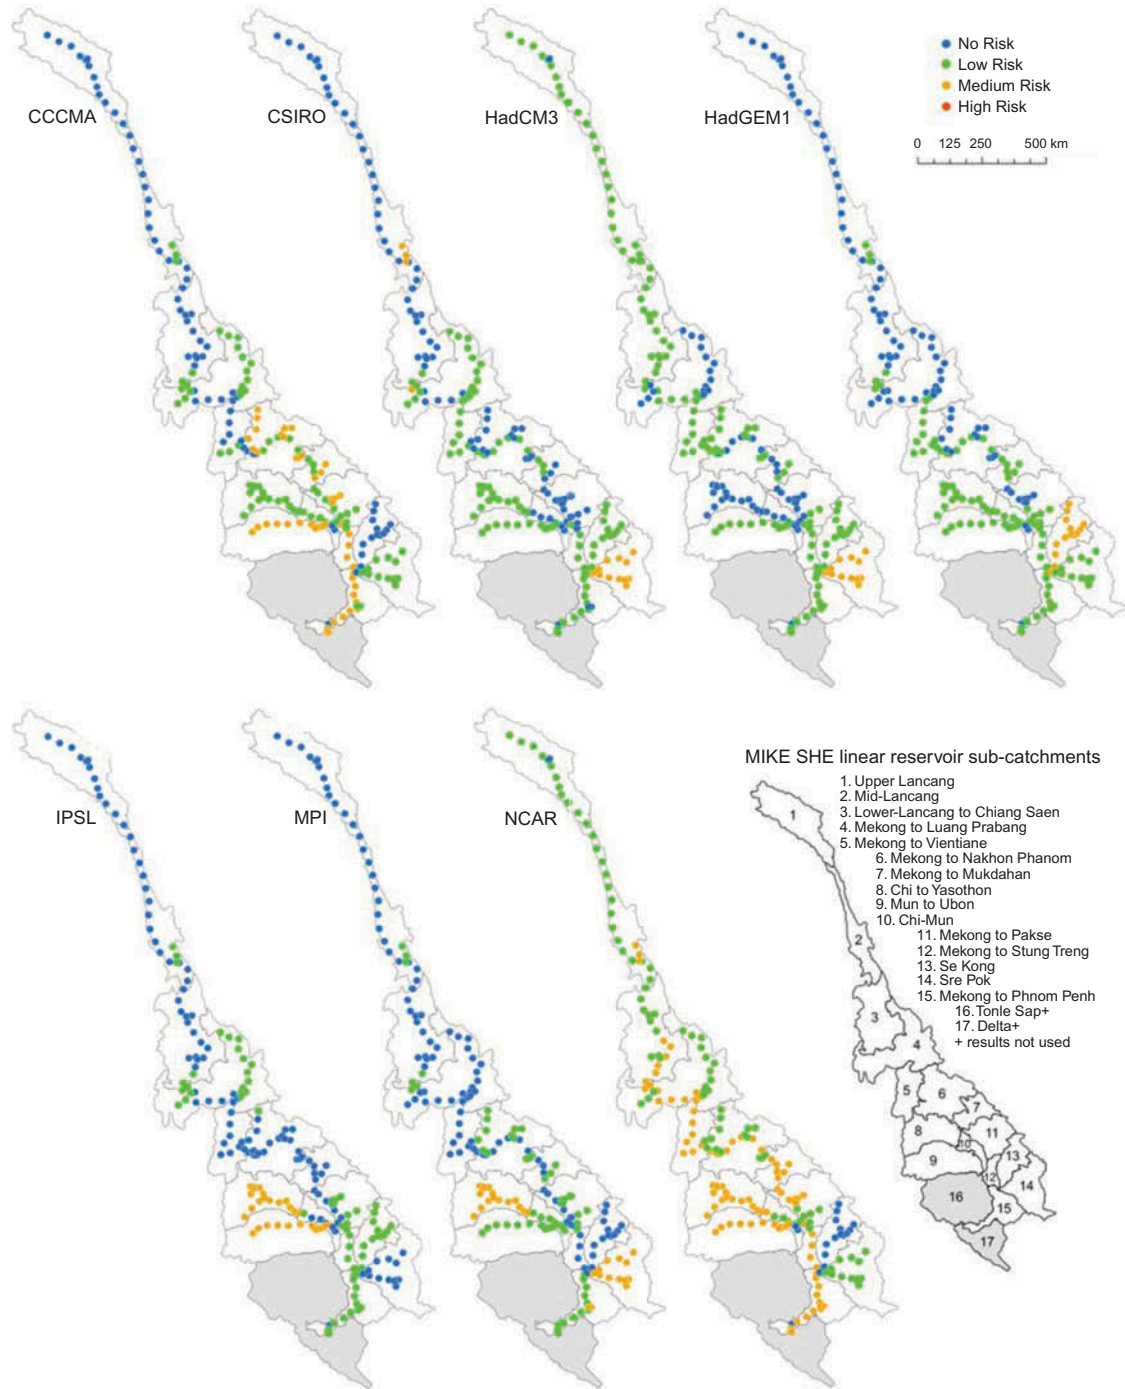 CCCMA
CSIRO
HadCM3
HadGEM1
No Risk
Low Risk
Medium Risk
High Risk
0 125 250 500 km
IPSL
MPI
NCAR
MIKE SHE linear reservoir sub-catchments
1. Upper Lancang
2. Mid-Lancang
3. Lower-Lancang to Chiang Saen
4. Mekong to Luang Prabang
5. Mekong to Vientiane
6. Mekong to Nakhon Phanom
7. Mekong to Mukdahan
8. Chi to Yasothon
9. Mun to Ubon
10. Chi-Mun
11. Mekong to Pakse
12. Mekong to Stung Treng
13. Se Kong
14. Sre Pok
15. Mekong to Phnom Penh
16. Tonle Sap+
17. Delta+
+ results not used
1
2
3
4
5
6
7
8
10
11
9
13
12
14
16
15
17